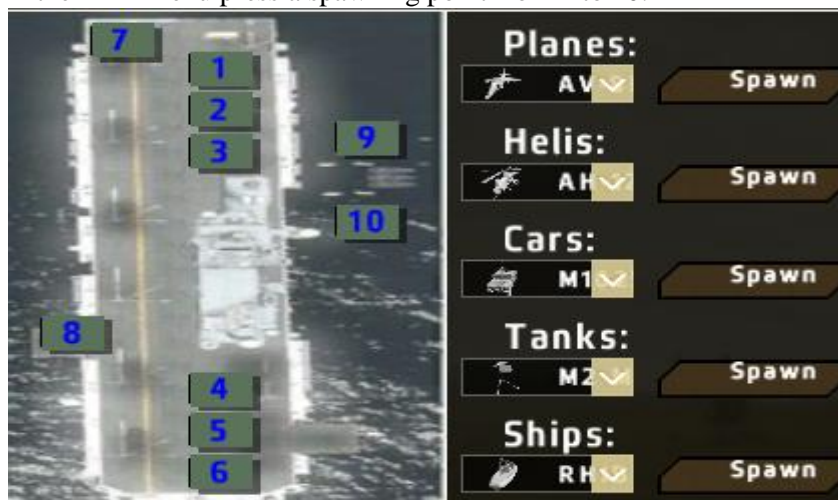 7
1
2
3
9
10
8
4
5
6
Planes:
AV
Spawn
Helis:
AH
Spawn
Cars:
M1
Spawn
Tanks:
M2
Spawn
Ships:
RH
Spawn